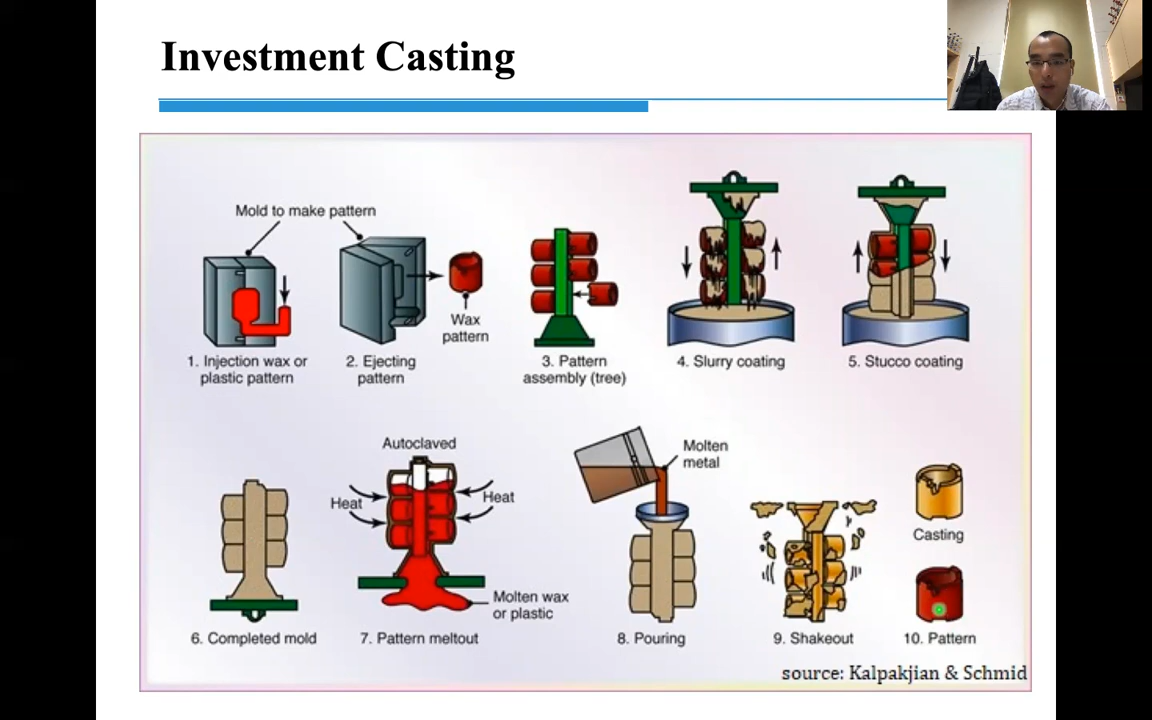 Investment Casting
Mold to make pattern
Wax
pattern
1. Injection wax or
plastic pattern
2. Ejecting
pattern
3. Pattern
assembly (tree)
4. Slurry coating
5. Stucco coating
Autoclaved
Heat
Heat
Molten wax
or plastic
Molten
metal
Casting
6. Completed mold
7. Pattern meltout
8. Pouring
9. Shakeout
10. Pattern
source: Kalpakjian & Schmid